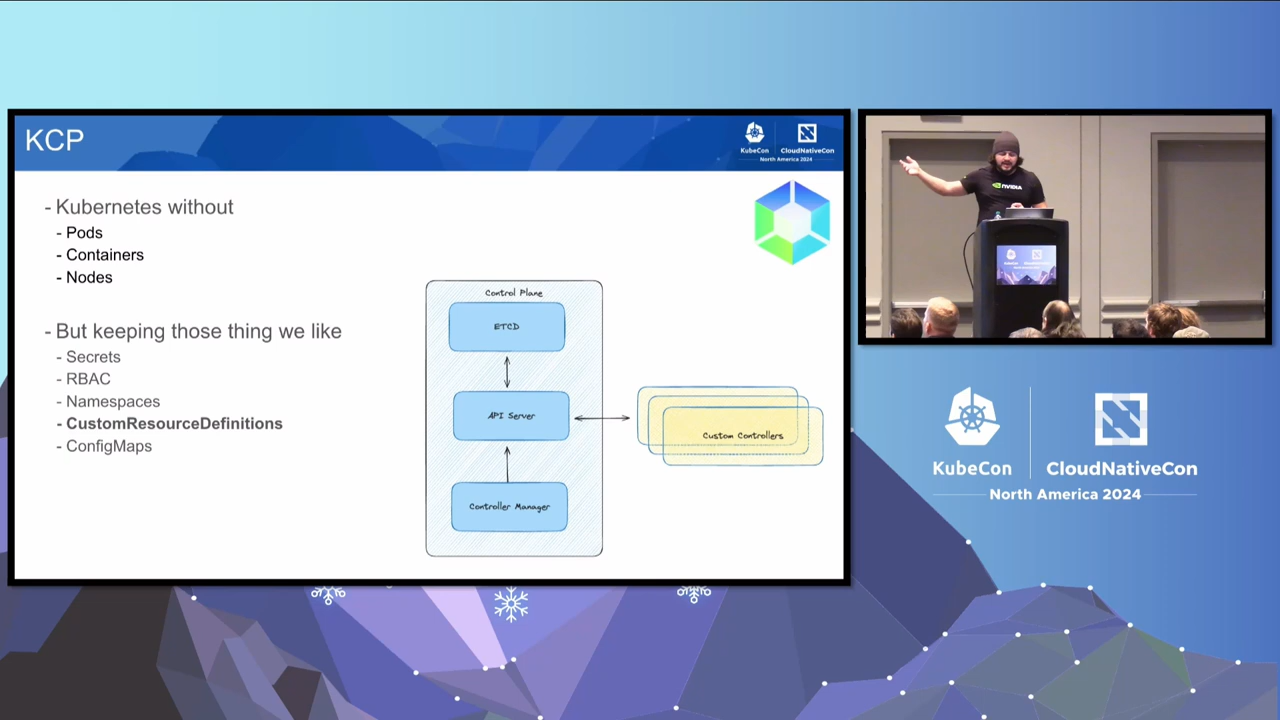 KCP
KubeCon
CloudNativeCon
North America 2024
- Kubernetes without
- Pods
- Containers
- Nodes
- But keeping those thing we like
- Secrets
- RBAC
- Namespaces
- CustomResourceDefinitions
- ConfigMaps
Control Plane
ETCD
API Server
Controller Manager
Custom Controllers
NVIDIA
KubeCon
CloudNativeCon
North America 2024